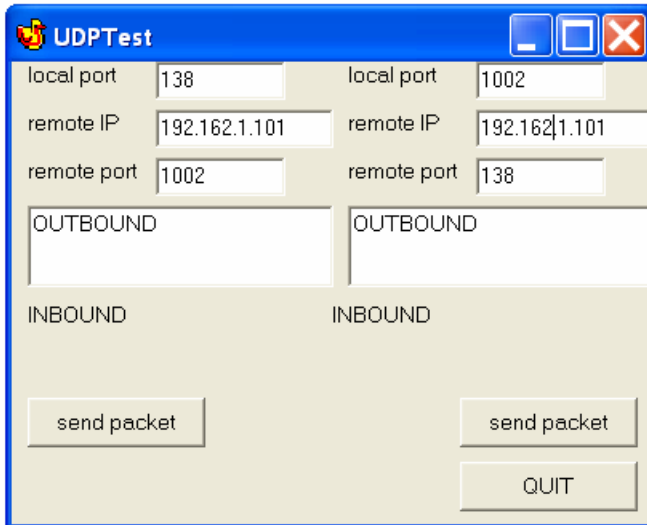 UDPTest
local port 138 local port 1002
remote IP 192.162.1.101 remote IP 192.162.1.101
remote port 1002 remote port 138
OUTBOUND OUTBOUND
INBOUND INBOUND
send packet send packet
QUIT